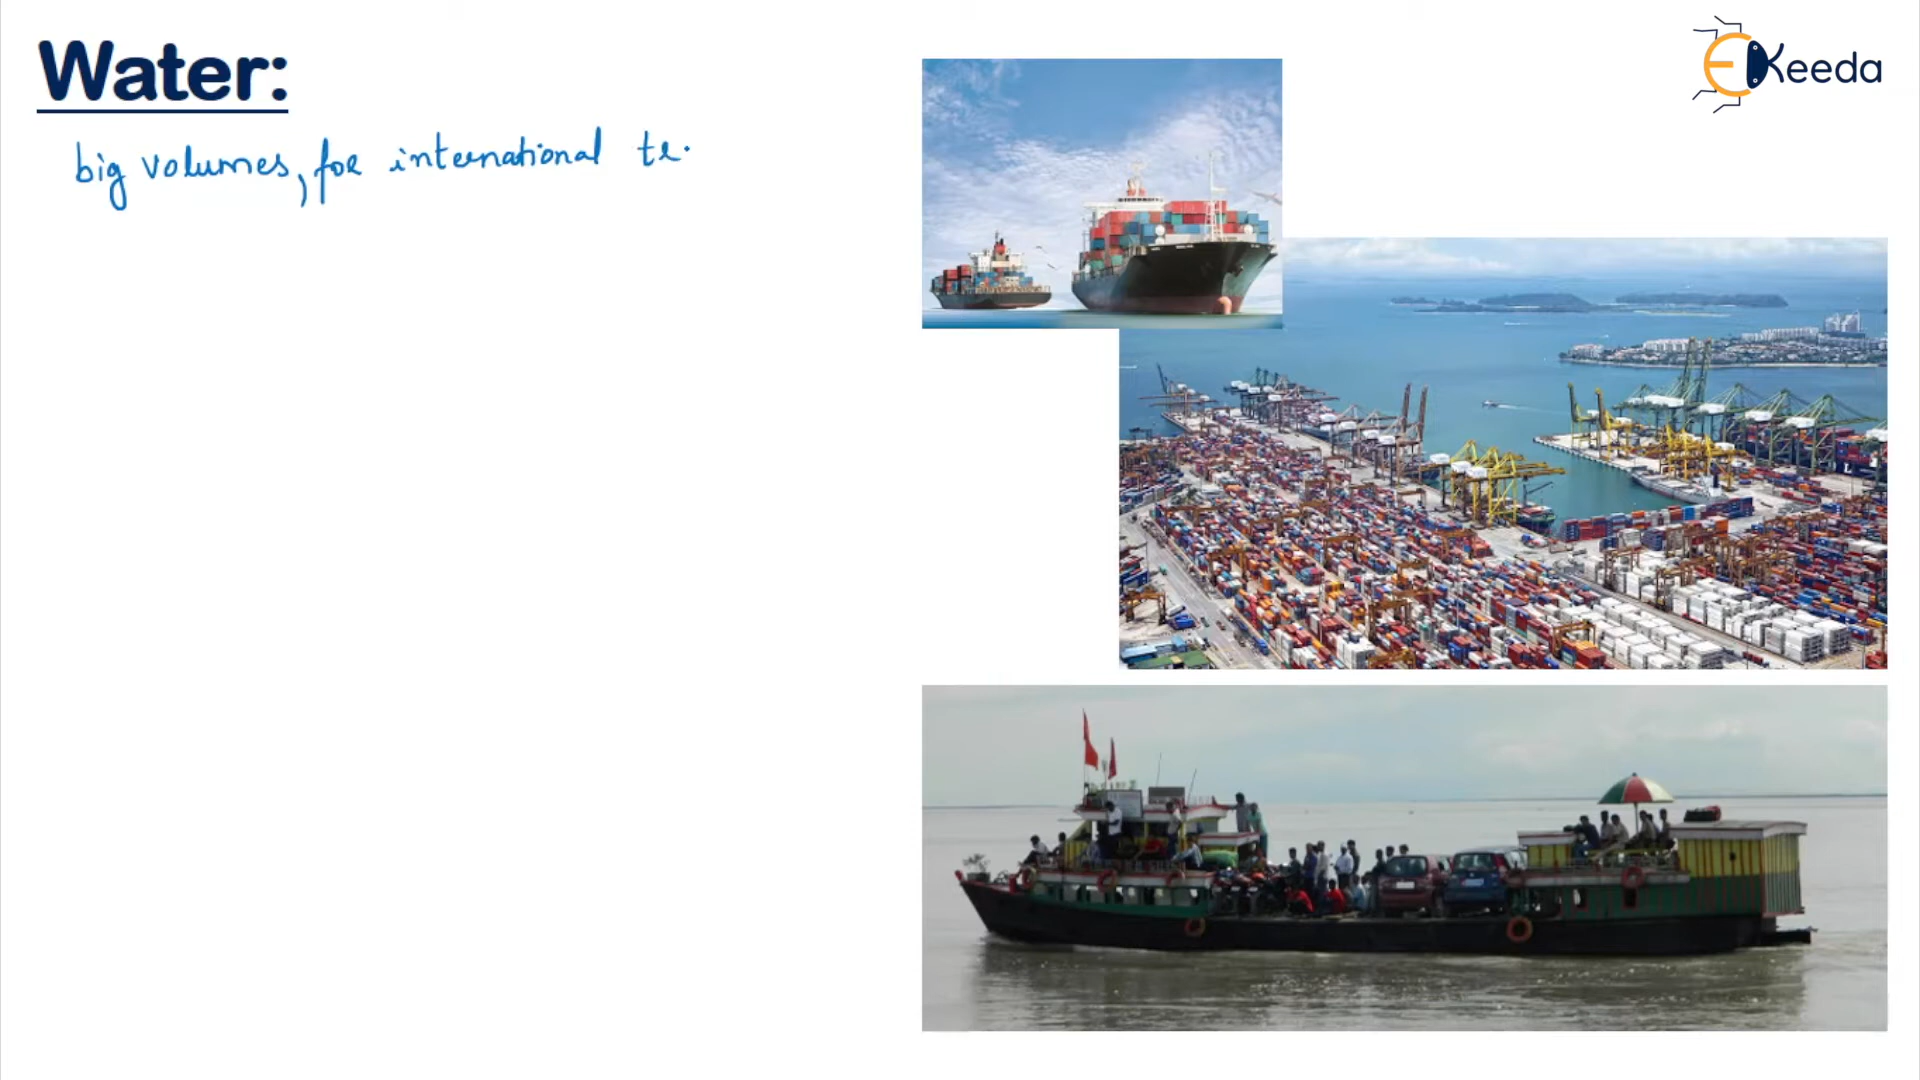 Water:
big volumes, for international tr.
EKeeda